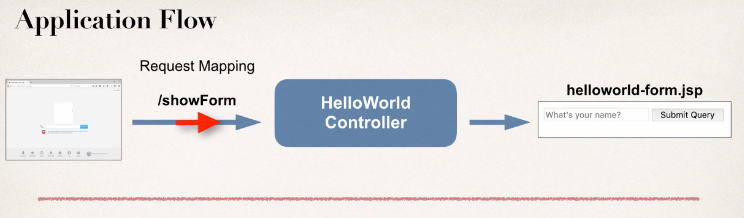 Application Flow
Request Mapping
/showForm
HelloWorld
Controller
helloworld-form.jsp
What's your name?
Submit Query